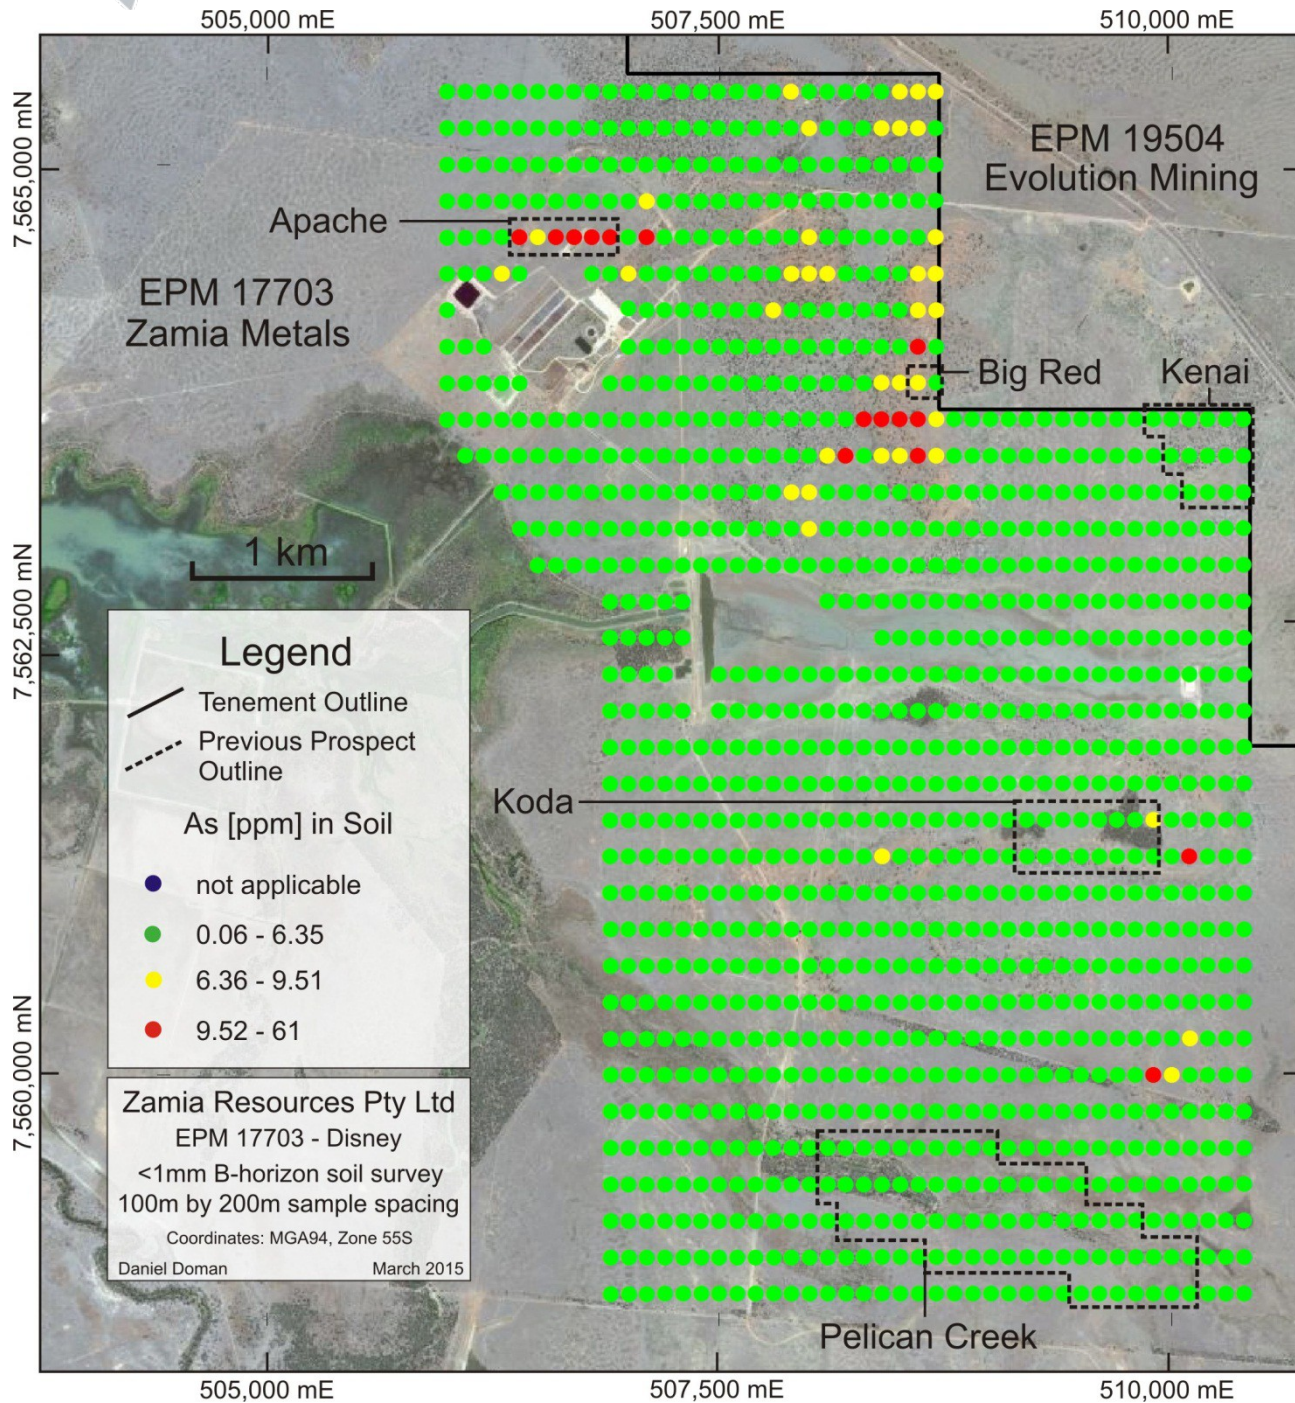 505,000 mE
507,500 mE
510,000 mE
7,565,000 mN
7,562,500 mN
7,560,000 mN
EPM 19504
Evolution Mining
Apache
EPM 17703
Zamia Metals
Big Red
Kenai
1 km
Koda
Pelican Creek
Legend
Tenement Outline
Previous Prospect
Outline
As [ppm] in Soil
not applicable
0.06 - 6.35
6.36 - 9.51
9.52 - 61
Zamia Resources Pty Ltd
EPM 17703 - Disney
<1mm B-horizon soil survey
100m by 200m sample spacing
Coordinates: MGA94, Zone 55S
Daniel Doman March 2015
505,000 mE
507,500 mE
510,000 mE